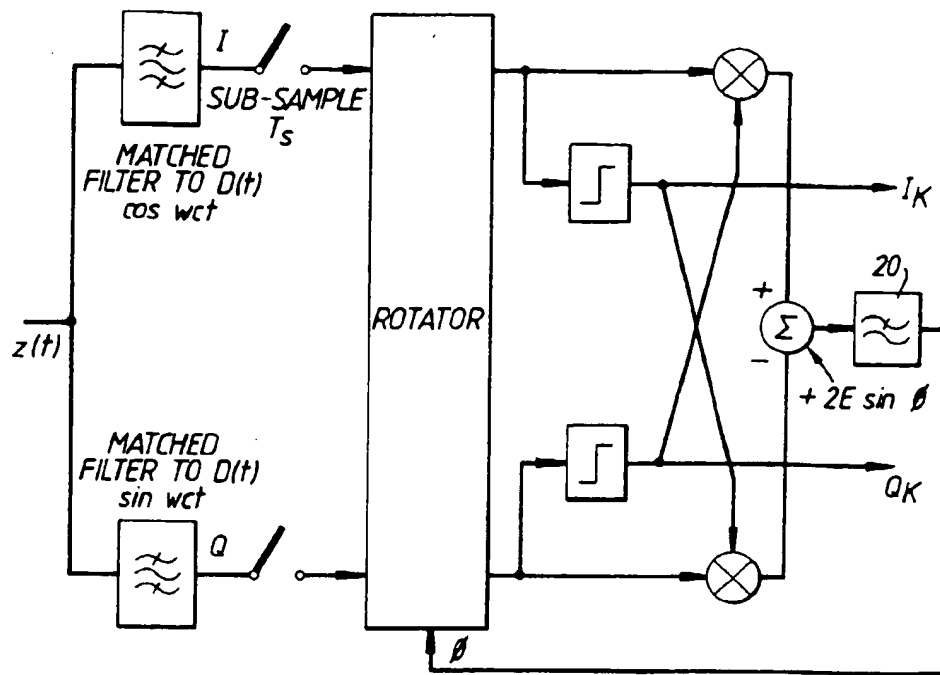 I
SUB-SAMPLE
Ts
MATCHED
FILTER TO D(t)
cos wct
z(t)
MATCHED
FILTER TO D(t)
sin wct
Q
ROTATOR
IK
20
+
Σ
-
+ 2E sin ø
QK
ø